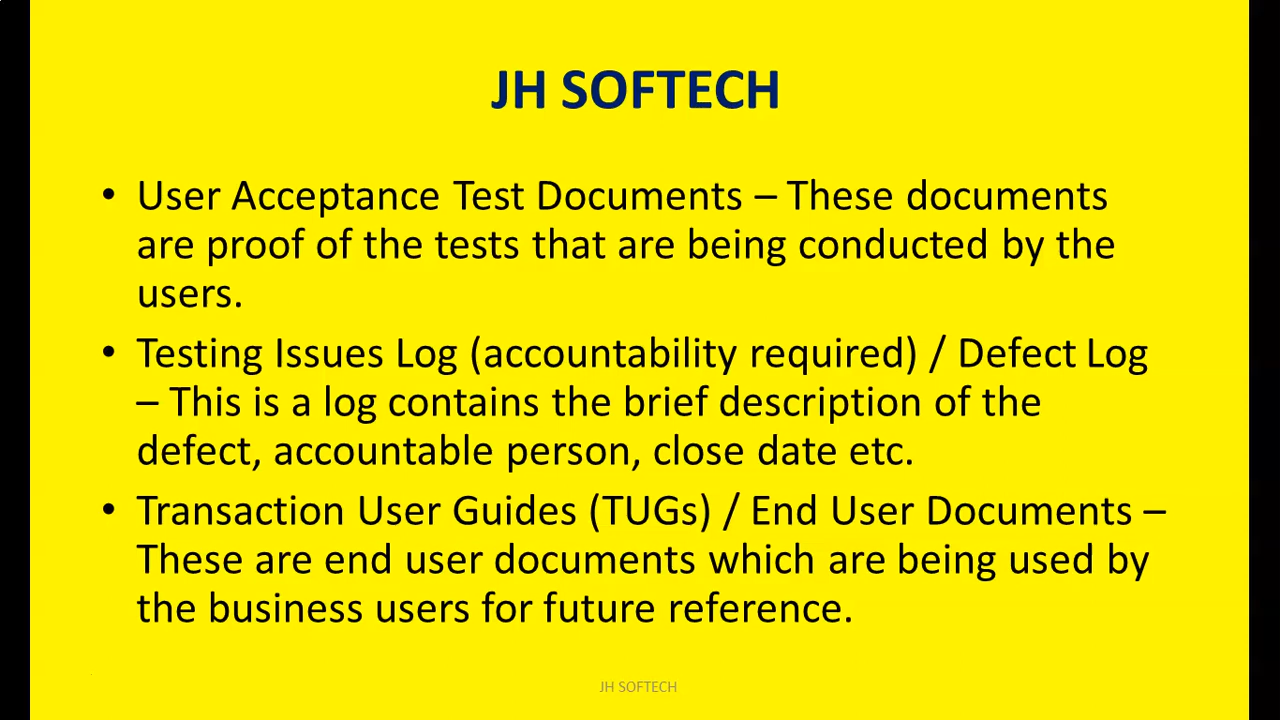 JH SOFTECH
• User Acceptance Test Documents – These documents
are proof of the tests that are being conducted by the
users.
• Testing Issues Log (accountability required) / Defect Log
– This is a log contains the brief description of the
defect, accountable person, close date etc.
• Transaction User Guides (TUGs) / End User Documents –
These are end user documents which are being used by
the business users for future reference.
JH SOFTECH